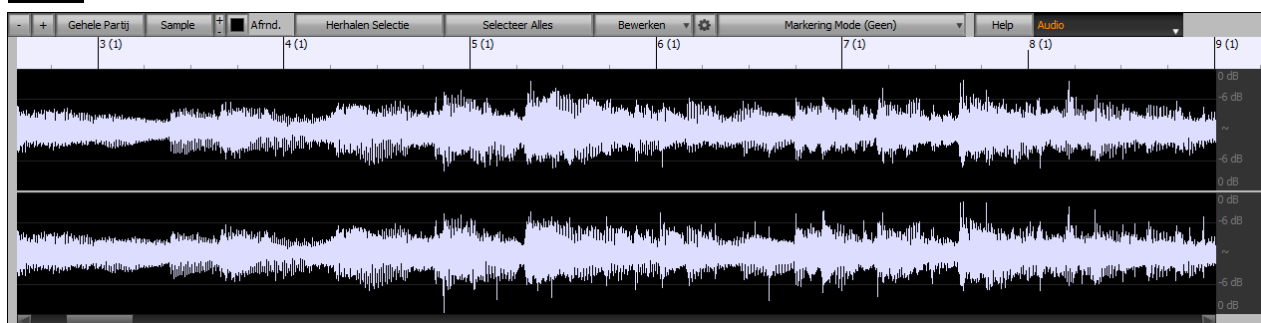 - + Gehele Partij Sample + - Afrnd. Herhalen Selectie Selecteer Alles Bewerken Markering Mode (Geen) Help Audio
3 (1) 4 (1) 5 (1) 6 (1) 7 (1) 8 (1) 9 (1)
0 dB
-6 dB
~
-6 dB
0 dB
0 dB
-6 dB
~
-6 dB
0 dB